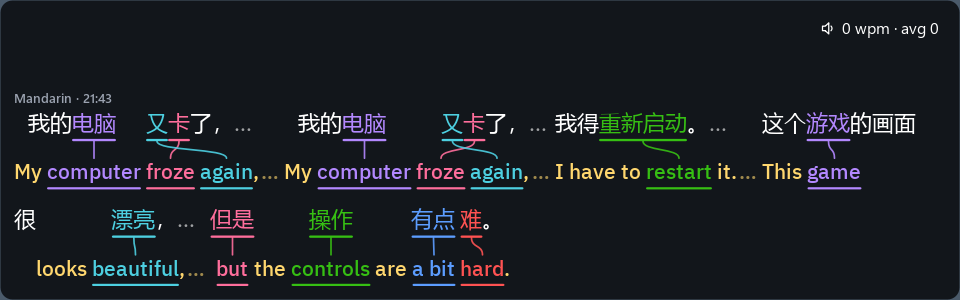 0 wpm · avg 0
Mandarin · 21:43
我的电脑 又卡了，… 我的电脑 又卡了，… 我得重新启动。… 这个游戏的画面
My computer froze again,… My computer froze again,… I have to restart it.… This game
很 漂亮，… 但是 操作 有点 难。
looks beautiful,… but the controls are a bit hard.